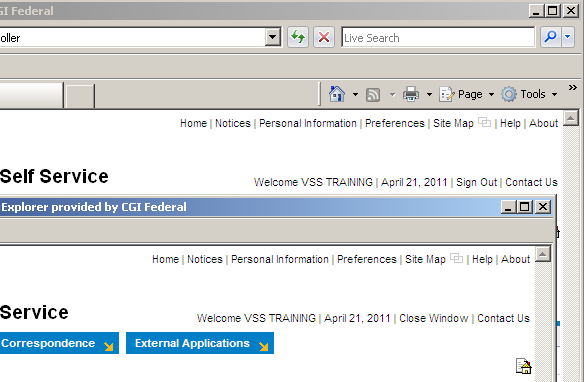 GI Federal
oller
Live Search
Page
Tools
»
Home | Notices | Personal Information | Preferences | Site Map | Help | About
Self Service
Welcome VSS TRAINING | April 21, 2011 | Sign Out | Contact Us
Explorer provided by CGI Federal
Home | Notices | Personal Information | Preferences | Site Map | Help | About
Service
Welcome VSS TRAINING | April 21, 2011 | Close Window | Contact Us
Correspondence
External Applications